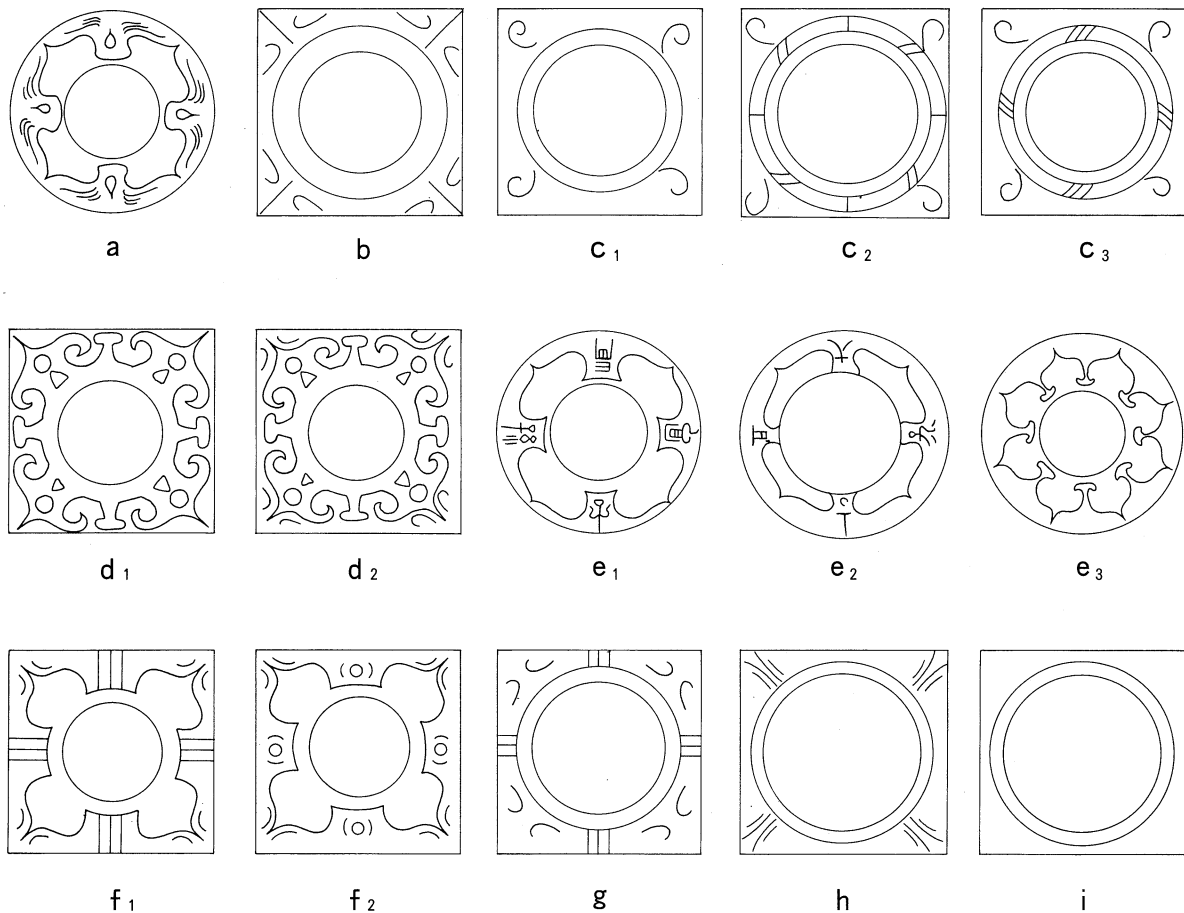 a b c₁ c₂ c₃
d₁ d₂ e₁ e₂ e₃
f₁ f₂ g h i